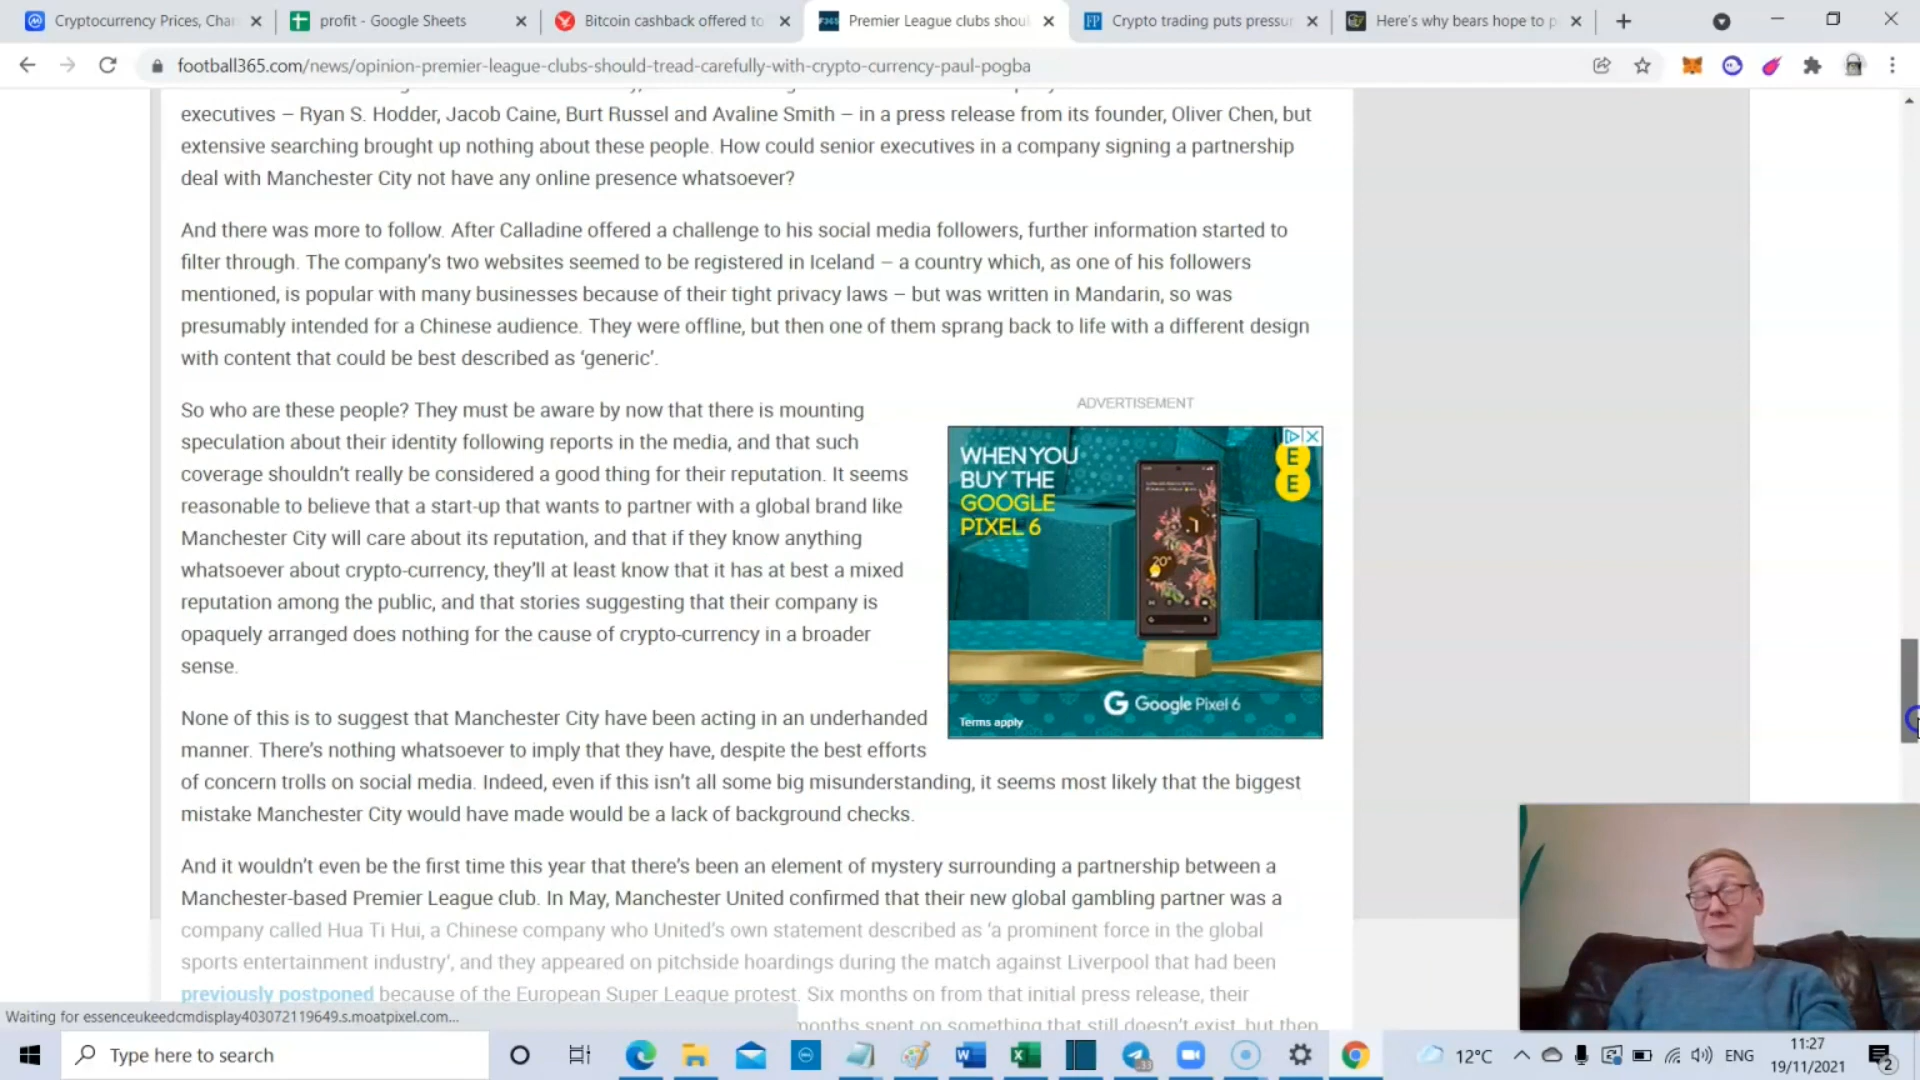 Cryptocurrency Prices, Char
profit - Google Sheets
Bitcoin cashback offered to
Premier League clubs shoul
Crypto trading puts pressur
Here's why bears hope to p
football365.com/news/opinion-premier-league-clubs-should-tread-carefully-with-crypto-currency-paul-pogba
executives – Ryan S. Hodder, Jacob Caine, Burt Russel and Avaline Smith – in a press release from its founder, Oliver Chen, but
extensive searching brought up nothing about these people. How could senior executives in a company signing a partnership
deal with Manchester City not have any online presence whatsoever?
And there was more to follow. After Calladine offered a challenge to his social media followers, further information started to
filter through. The company's two websites seemed to be registered in Iceland – a country which, as one of his followers
mentioned, is popular with many businesses because of their tight privacy laws – but was written in Mandarin, so was
presumably intended for a Chinese audience. They were offline, but then one of them sprang back to life with a different design
with content that could be best described as 'generic'.
So who are these people? They must be aware by now that there is mounting
speculation about their identity following reports in the media, and that such
coverage shouldn't really be considered a good thing for their reputation. It seems
reasonable to believe that a start-up that wants to partner with a global brand like
Manchester City will care about its reputation, and that if they know anything
whatsoever about crypto-currency, they'll at least know that it has at best a mixed
reputation among the public, and that stories suggesting that their company is
opaquely arranged does nothing for the cause of crypto-currency in a broader
sense.
ADVERTISEMENT
WHEN YOU
BUY THE
GOOGLE
PIXEL 6
E
E
20°
G Google Pixel 6
Terms apply
None of this is to suggest that Manchester City have been acting in an underhanded
manner. There's nothing whatsoever to imply that they have, despite the best efforts
of concern trolls on social media. Indeed, even if this isn't all some big misunderstanding, it seems most likely that the biggest
mistake Manchester City would have made would be a lack of background checks.
And it wouldn't even be the first time this year that there's been an element of mystery surrounding a partnership between a
Manchester-based Premier League club. In May, Manchester United confirmed that their new global gambling partner was a
company called Hua Ti Hui, a Chinese company who United's own statement described as 'a prominent force in the global
sports entertainment industry', and they appeared on pitchside hoardings during the match against Liverpool that had been
previously postponed because of the European Super League protest. Six months on from that initial press release, their
months spent on something that still doesn't exist, but then
Waiting for essenceukeedcmdisplay403072119649.s.moatpixel.com...
Type here to search
12°C
ENG
11:27
19/11/2021
2